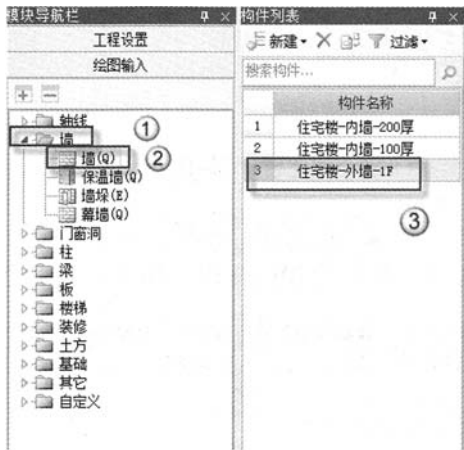 模块导航栏
工程设置
绘图输入
轴线
墙
①
墙(Q)
②
保温墙(Q)
墙垛(E)
幕墙(Q)
门窗洞
柱
梁
板
楼梯
装修
土方
基础
其它
自定义
构件列表
新建
过滤
搜索构件...
构件名称
1 住宅楼-内墙-200厚
2 住宅楼-内墙-100厚
3 住宅楼-外墙-1F
③